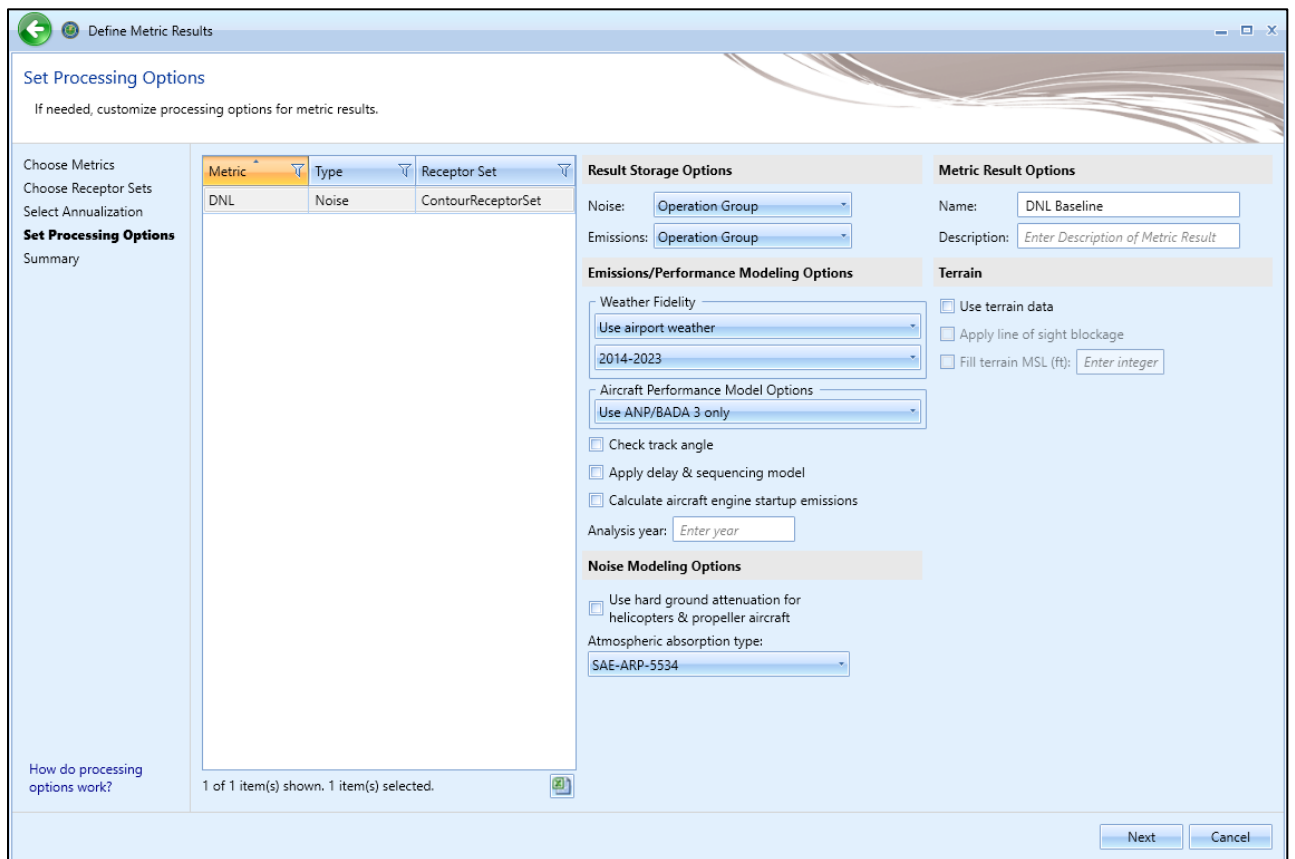 Define Metric Results
Set Processing Options
If needed, customize processing options for metric results.
Choose Metrics
Choose Receptor Sets
Select Annualization
Set Processing Options
Summary
How do processing
options work?
Metric Type Receptor Set
DNL Noise ContourReceptorSet
1 of 1 item(s) shown. 1 item(s) selected.
Result Storage Options
Noise: Operation Group
Emissions: Operation Group
Emissions/Performance Modeling Options
Weather Fidelity
Use airport weather
2014-2023
Aircraft Performance Model Options
Use ANP/BADA 3 only
Check track angle
Apply delay & sequencing model
Calculate aircraft engine startup emissions
Analysis year: Enter year
Noise Modeling Options
Use hard ground attenuation for
helicopters & propeller aircraft
Atmospheric absorption type:
SAE-ARP-5534
Metric Result Options
Name: DNL Baseline
Description: Enter Description of Metric Result
Terrain
Use terrain data
Apply line of sight blockage
Fill terrain MSL (ft): Enter integer
Next Cancel